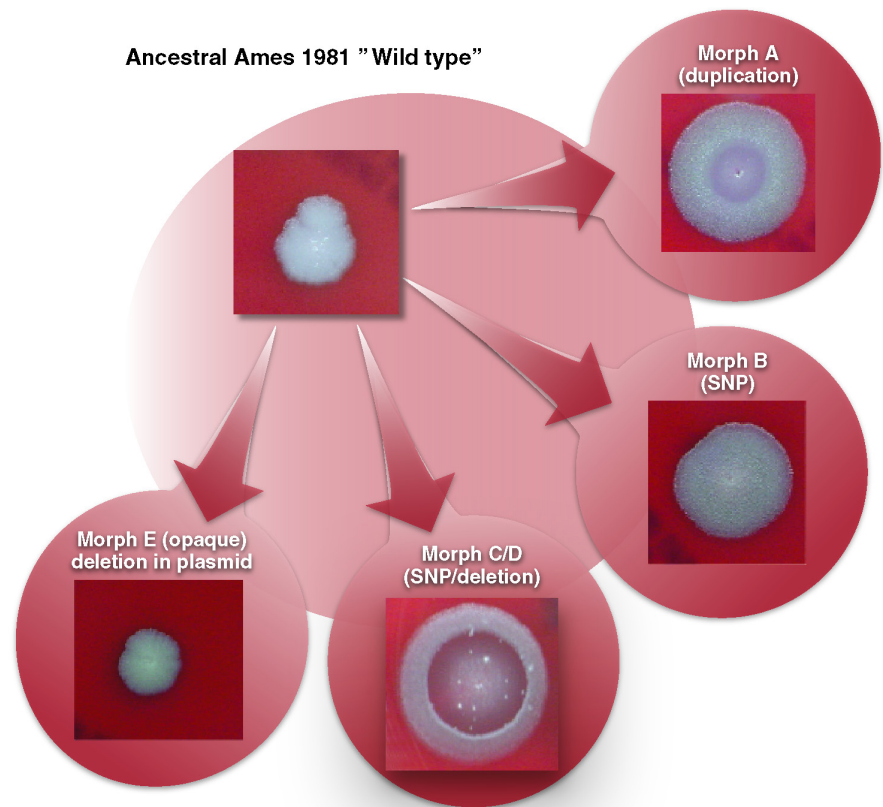 Ancestral Ames 1981 ” Wild type”
Morph A
(duplication)
Morph B
(SNP)
Morph E (opaque)
deletion in plasmid
Morph C/D
(SNP/deletion)